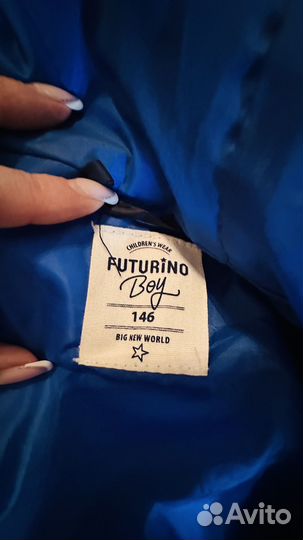 CHILDREN'S WEAR
FUTURINO
Boy
146
BIG NEW WORLD
Avito